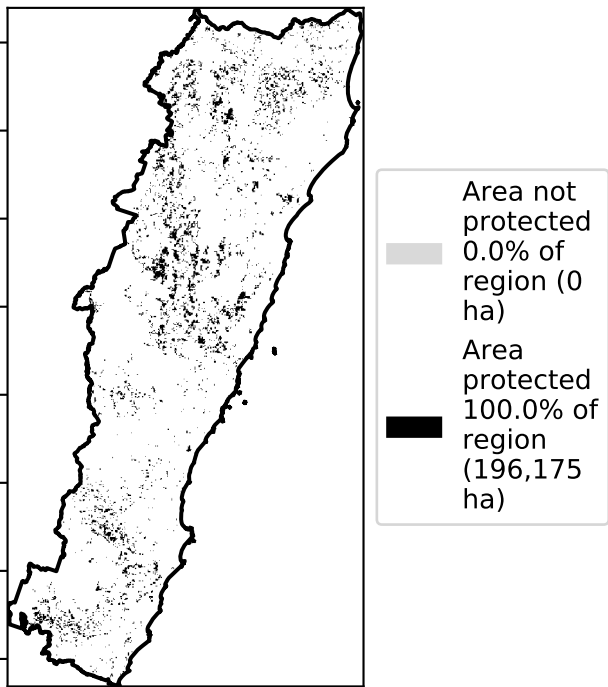 Area not
protected
0.0% of
region (0
ha)
Area
protected
100.0% of
region
(196,175
ha)